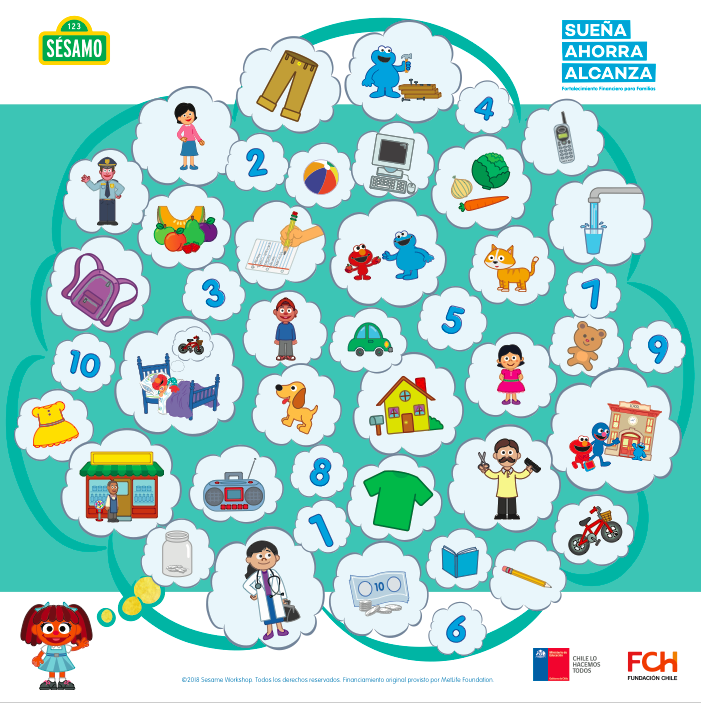 123
SÉSAMO
SUEÑA
AHORRA
ALCANZA
Fortalecimiento Financiero para Familias
4
2
3
7
5
10
9
8
1
10
6
©2013 Sesame Workshop. Todos los derechos reservados. Financiamiento original provisto por MetLife Foundation.
CHILE LO
HACEMOS
TODOS
FCH
FUNDACIÓN CHILE